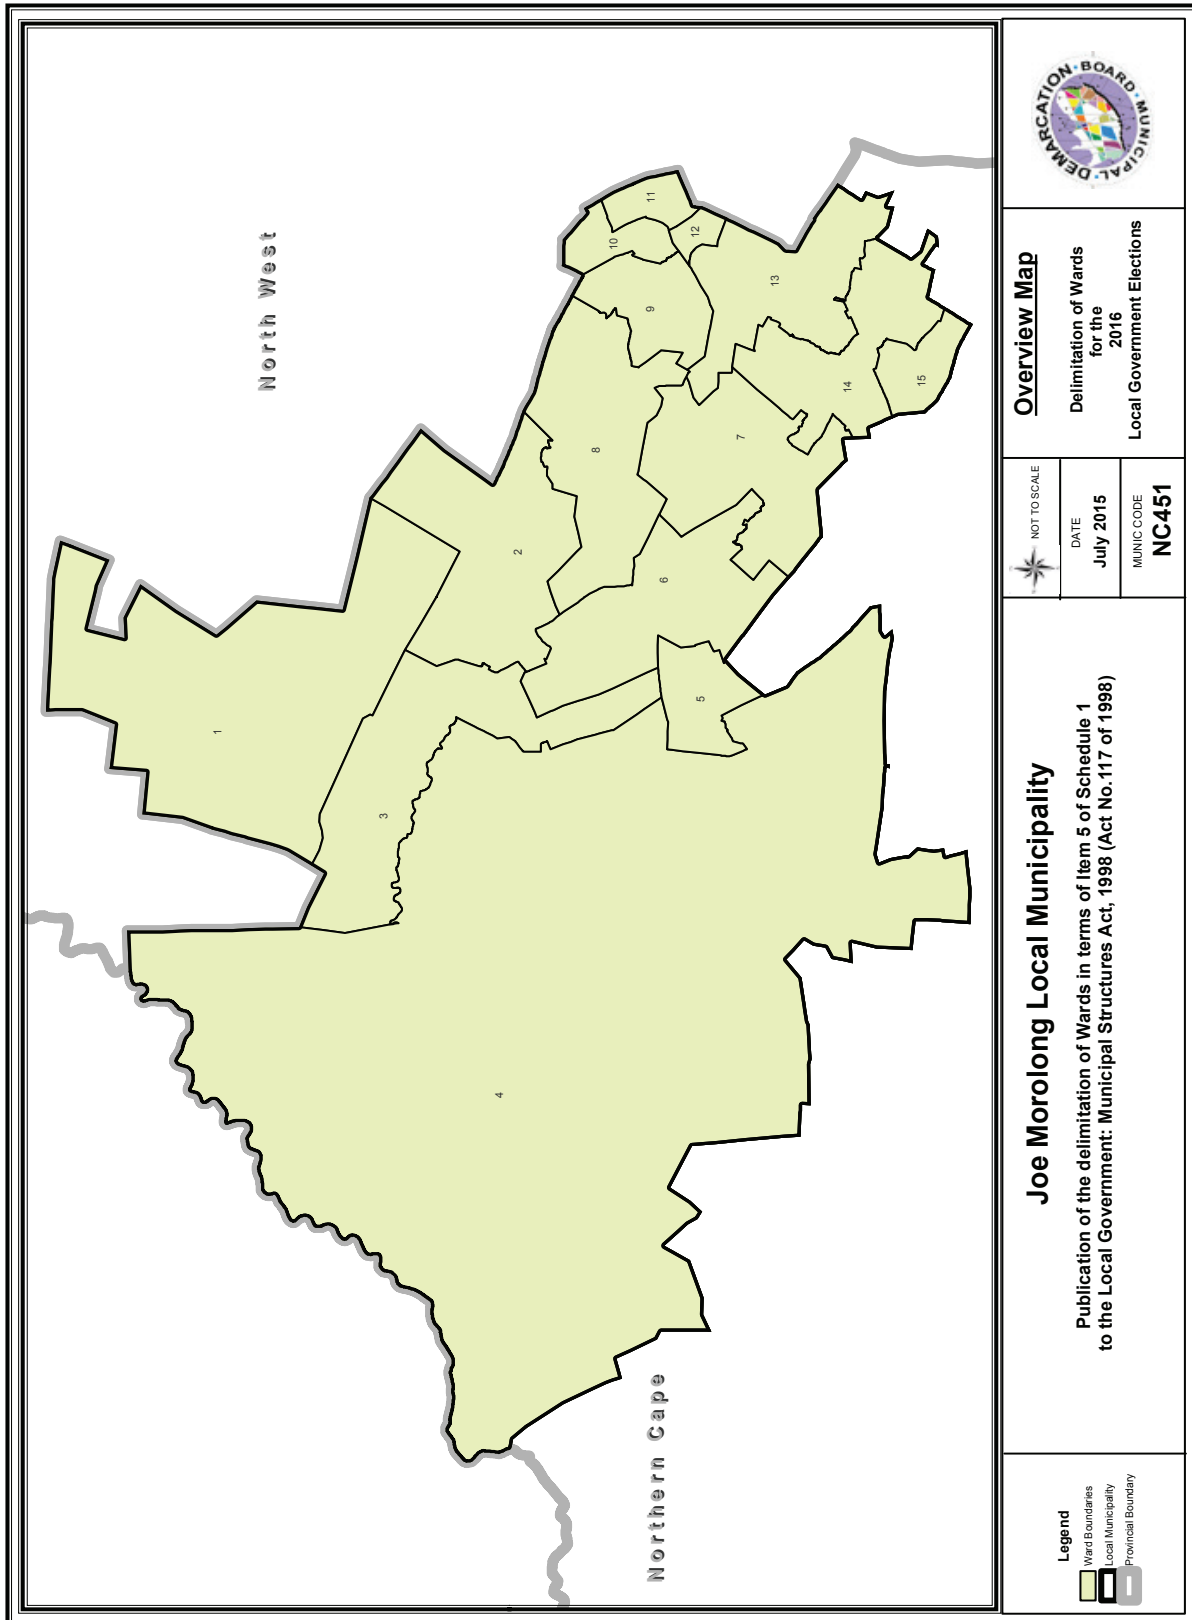 North West
Northern Cape
1
2
3
4
5
6
7
8
9
10
11
12
13
14
15
Legend
Ward Boundaries
Local Municipality
Provincial Boundary
Joe Morolong Local Municipality
Publication of the delimitation of Wards in terms of Item 5 of Schedule 1
to the Local Government: Municipal Structures Act, 1998 (Act No.117 of 1998)
NOT TO SCALE
DATE
July 2015
MUNIC CODE
NC451
Overview Map
Delimitation of Wards
for the
2016
Local Government Elections
MUNICIPAL · DEMARCATION · BOARD ·